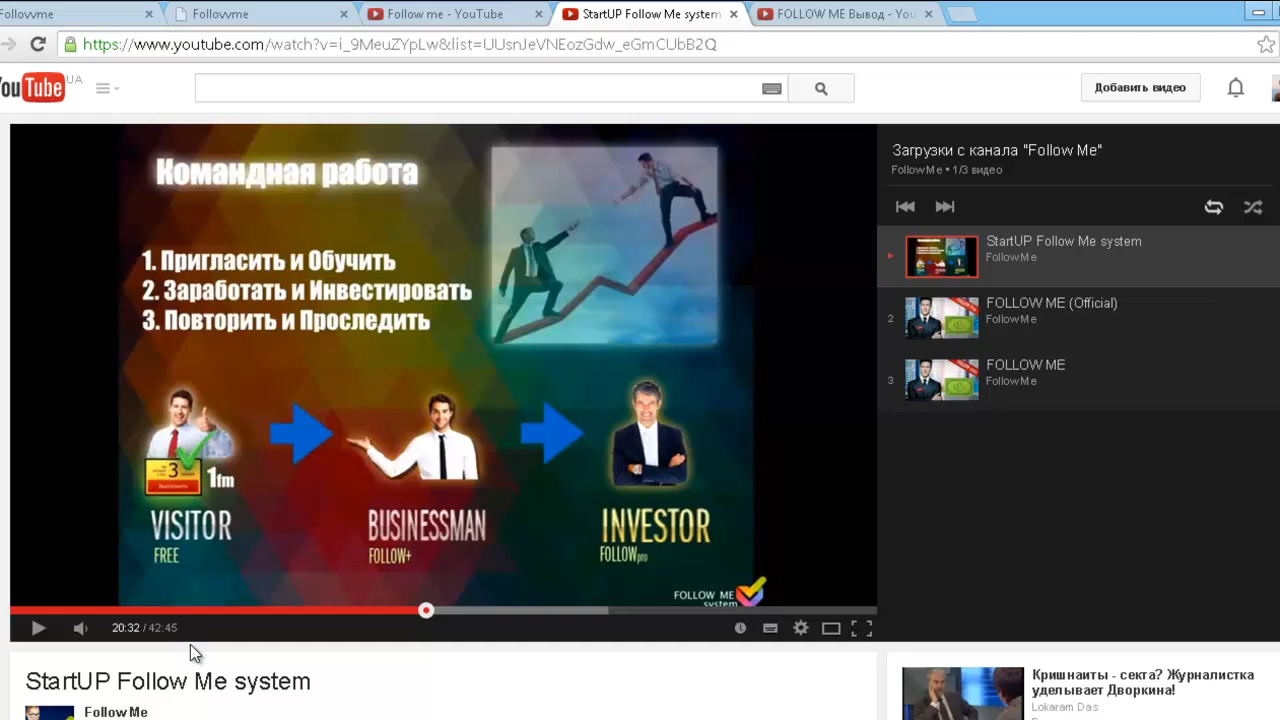 Followme
Followme
Follow me - YouTube
StartUP Follow Me system
FOLLOW ME Вывод - You
https://www.youtube.com/watch?v=i_9MeuZYpLw&list=UUsnJeVNEozGdw_eGmCUbB2Q
YouTube UA
Добавить видео
Командная работа
1. Пригласить и Обучить
2. Заработать и Инвестировать
3. Повторить и Проследить
3
1fm
VISITOR
FREE
BUSINESSMAN
FOLLOW+
INVESTOR
FOLLOWpro
FOLLOW ME
system
20:32 / 42:45
Загрузки с канала "Follow Me"
FollowMe • 1/3 видео
StartUP Follow Me system
FollowMe
2
FOLLOW ME (Official)
FollowMe
3
FOLLOW ME
FollowMe
StartUP Follow Me system
FollowMe
Кришнаиты - секта? Журналистка
уделывает Дворкина!
Lokaram Das